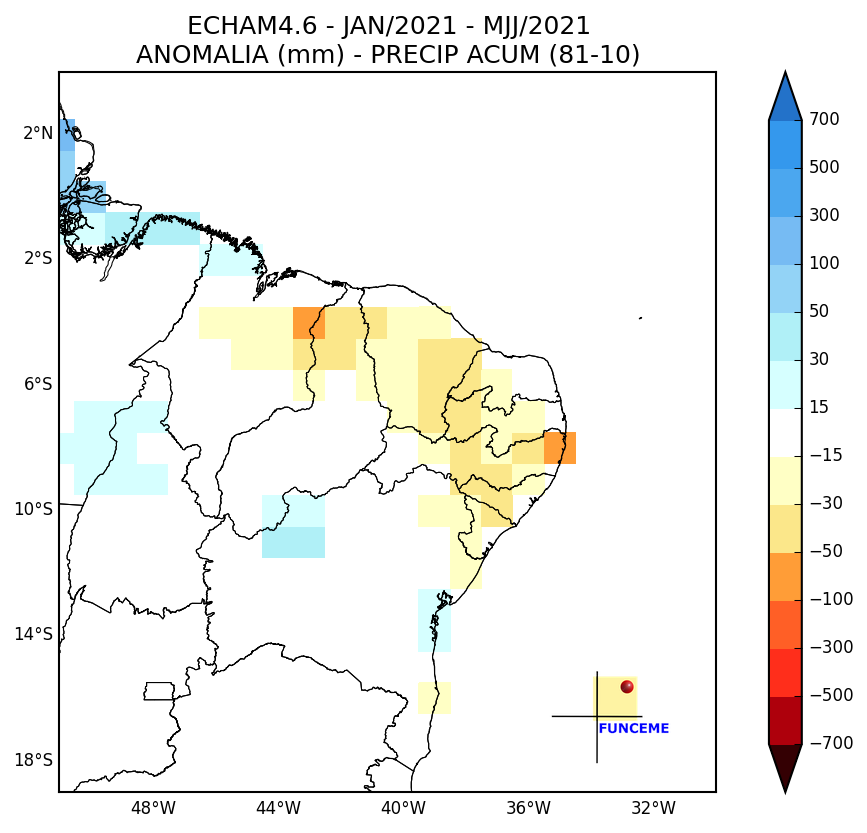 ECHAM4.6 - JAN/2021 - MJJ/2021
ANOMALIA (mm) - PRECIP ACUM (81-10)
2°N
2°S
6°S
10°S
14°S
18°S
48°W 44°W 40°W 36°W 32°W
700
500
300
100
50
30
15
−15
−30
−50
−100
−300
−500
−700
FUNCEME